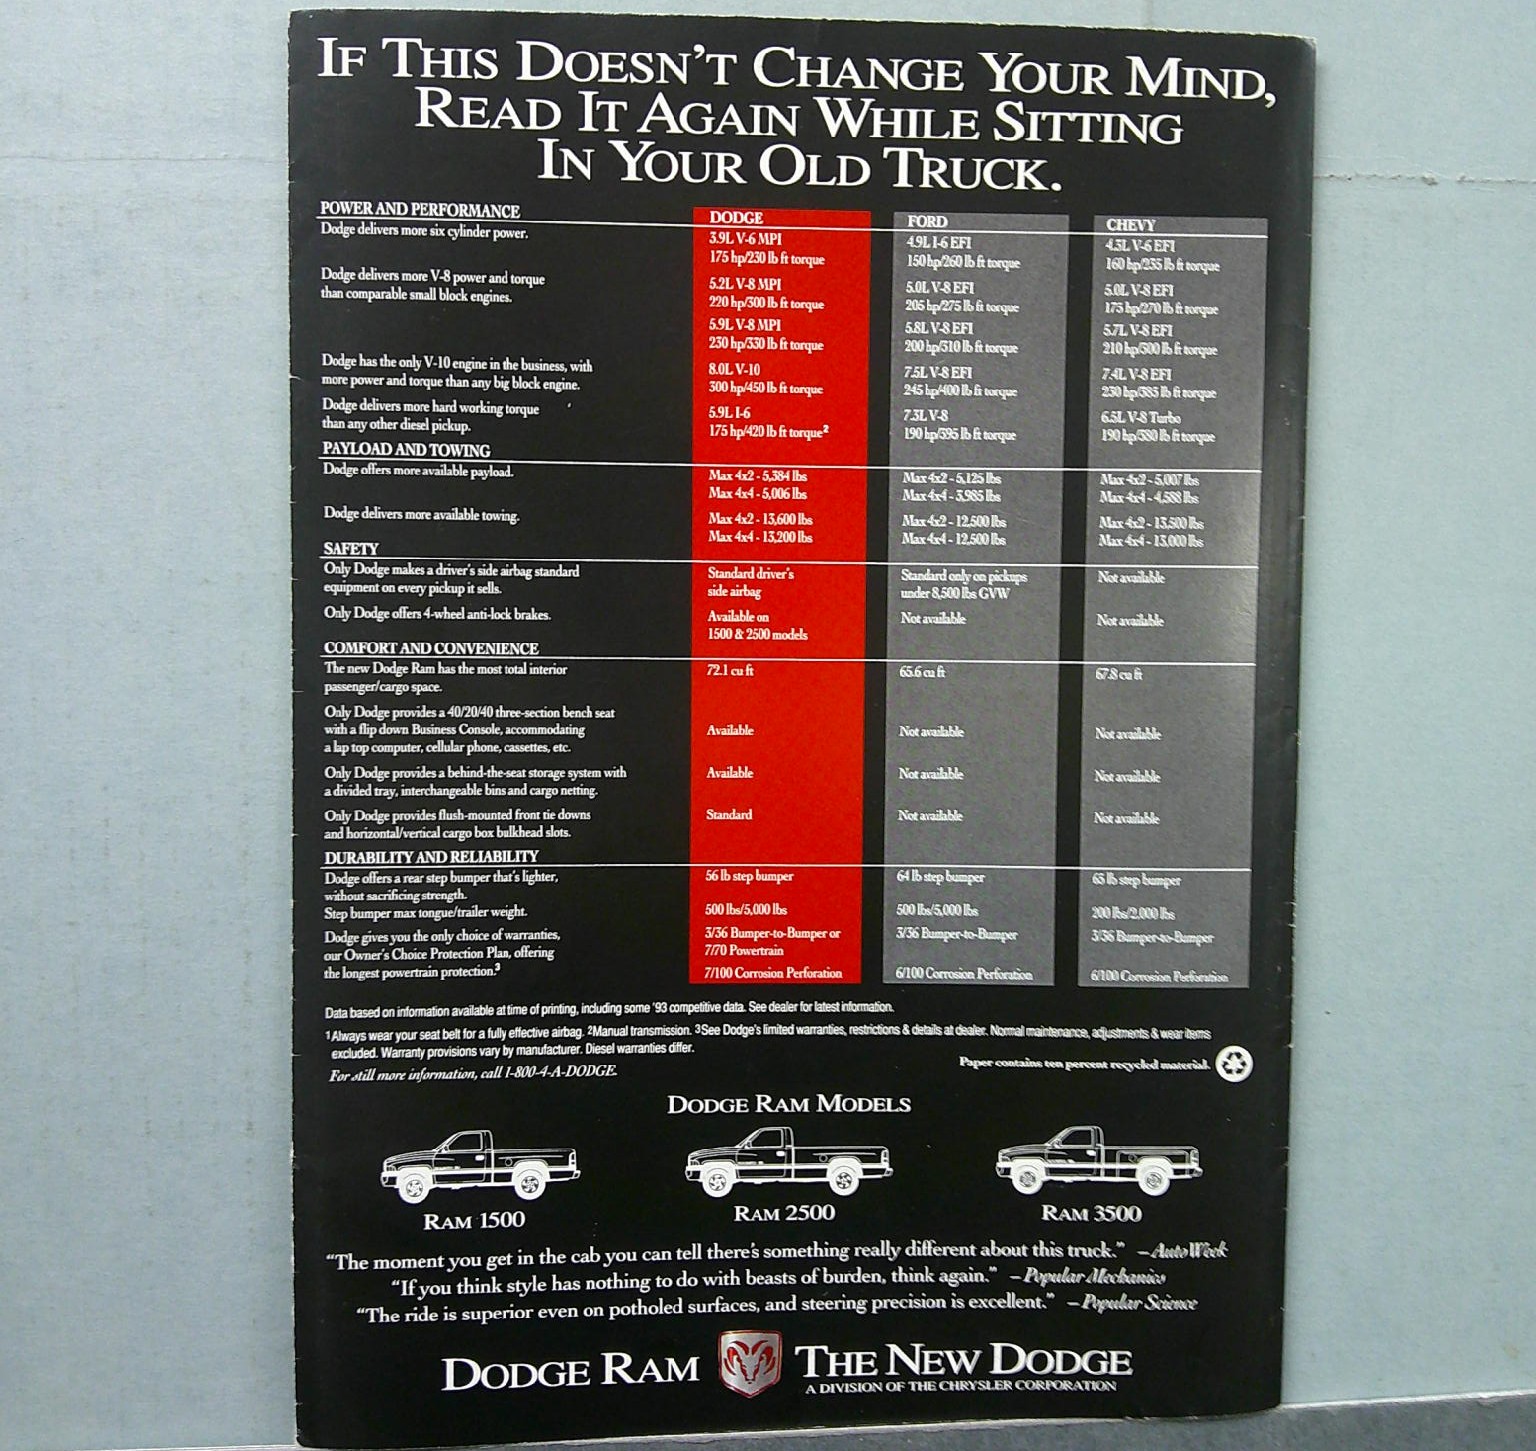 IF THIS DOESN'T CHANGE YOUR MIND,
READ IT AGAIN WHILE SITTING
IN YOUR OLD TRUCK.
POWER AND PERFORMANCE DODGE FORD CHEVY
Dodge delivers more six cylinder power. 3.9L V-6 MPI 4.9L I-6 EFI 4.3L V-6 EFI
175 hp/230 lb ft torque 150 hp/260 lb ft torque 160 hp/235 lb ft torque
Dodge delivers more V-8 power and torque 5.2L V-8 MPI 5.0L V-8 EFI 5.0L V-8 EFI
than comparable small block engines. 220 hp/300 lb ft torque 205 hp/275 lb ft torque 175 hp/270 lb ft torque
5.9L V-8 MPI 5.8L V-8 EFI 5.7L V-8 EFI
230 hp/330 lb ft torque 200 hp/310 lb ft torque 210 hp/300 lb ft torque
Dodge has the only V-10 engine in the business, with 8.0L V-10 7.5L V-8 EFI 7.4L V-8 EFI
more power and torque than any big block engine. 300 hp/450 lb ft torque 245 hp/400 lb ft torque 230 hp/385 lb ft torque
Dodge delivers more hard working torque 5.9L I-6 7.3L V-8 6.5L V-8 Turbo
than any other diesel pickup. 175 hp/420 lb ft torque² 190 hp/395 lb ft torque 190 hp/380 lb ft torque
PAYLOAD AND TOWING
Dodge offers more available payload. Max 4x2 - 5,384 lbs Max 4x2 - 5,125 lbs Max 4x2 - 5,007 lbs
Max 4x4 - 5,006 lbs Max 4x4 - 3,985 lbs Max 4x4 - 4,588 lbs
Dodge delivers more available towing. Max 4x2 - 13,600 lbs Max 4x2 - 12,500 lbs Max 4x2 - 13,500 lbs
Max 4x4 - 13,200 lbs Max 4x4 - 12,500 lbs Max 4x4 - 13,000 lbs
SAFETY
Only Dodge makes a driver's side airbag standard Standard driver's Standard only on pickups Not available
equipment on every pickup it sells. side airbag under 8,500 lbs GVW
Only Dodge offers 4-wheel anti-lock brakes. Available on Not available Not available
1500 & 2500 models
COMFORT AND CONVENIENCE
The new Dodge Ram has the most total interior 72.1 cu ft 65.6 cu ft 67.8 cu ft
passenger/cargo space.
Only Dodge provides a 40/20/40 three-section bench seat
with a flip down Business Console, accommodating Available Not available Not available
a lap top computer, cellular phone, cassettes, etc.
Only Dodge provides a behind-the-seat storage system with Available Not available Not available
a divided tray, interchangeable bins and cargo netting.
Only Dodge provides flush-mounted front tie downs Standard Not available Not available
and horizontal/vertical cargo box bulkhead slots.
DURABILITY AND RELIABILITY
Dodge offers a rear step bumper that's lighter, 56 lb step bumper 64 lb step bumper 65 lb step bumper
without sacrificing strength.
Step bumper max tongue/trailer weight. 500 lbs/5,000 lbs 500 lbs/5,000 lbs 200 lbs/2,000 lbs
Dodge gives you the only choice of warranties, 3/36 Bumper-to-Bumper or 3/36 Bumper-to-Bumper 3/36 Bumper-to-Bumper
our Owner's Choice Protection Plan, offering 7/70 Powertrain
the longest powertrain protection.³ 7/100 Corrosion Perforation 6/100 Corrosion Perforation 6/100 Corrosion Perforation
Data based on information available at time of printing, including some '93 competitive data. See dealer for latest information.
¹Always wear your seat belt for a fully effective airbag. ²Manual transmission. ³See Dodge's limited warranties, restrictions & details at dealer. Normal maintenance, adjustments & wear items
excluded. Warranty provisions vary by manufacturer. Diesel warranties differ.
For still more information, call 1-800-4-A-DODGE.
Paper contains ten percent recycled material.
DODGE RAM MODELS
RAM 1500 RAM 2500 RAM 3500
"The moment you get in the cab you can tell there's something really different about this truck." – AutoWeek
"If you think style has nothing to do with beasts of burden, think again." – Popular Mechanics
"The ride is superior even on potholed surfaces, and steering precision is excellent." – Popular Science
DODGE RAM THE NEW DODGE
A DIVISION OF THE CHRYSLER CORPORATION